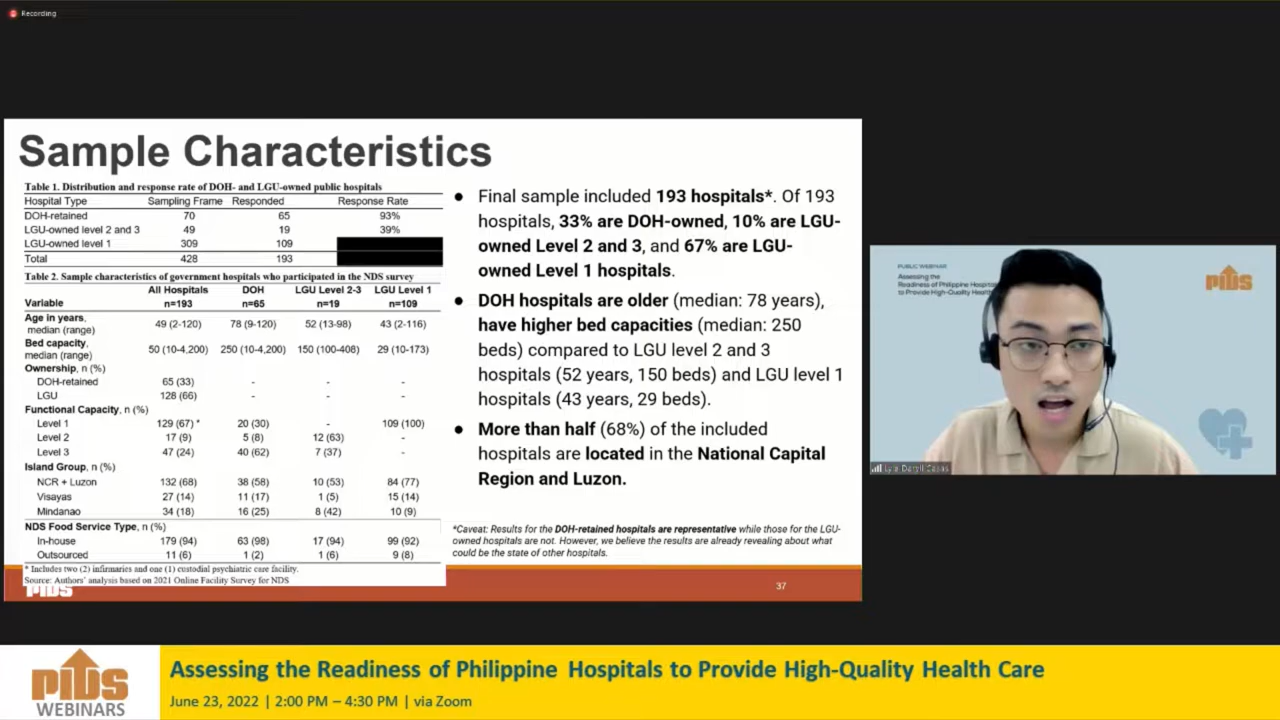 Recording
Sample Characteristics
Table 1. Distribution and response rate of DOH- and LGU-owned public hospitals
Hospital Type Sampling Frame Responded Response Rate
DOH-retained 70 65 93%
LGU-owned level 2 and 3 49 19 39%
LGU-owned level 1 309 109
Total 428 193
Table 2. Sample characteristics of government hospitals who participated in the NDS survey
All Hospitals DOH LGU Level 2-3 LGU Level 1
Variable n=193 n=65 n=19 n=109
Age in years,
median (range) 49 (2-120) 78 (9-120) 52 (13-98) 43 (2-116)
Bed capacity,
median (range) 50 (10-4,200) 250 (10-4,200) 150 (100-408) 29 (10-173)
Ownership, n (%)
DOH-retained 65 (33) - - -
LGU 128 (66) - - -
Functional Capacity, n (%)
Level 1 129 (67) * 20 (30) - 109 (100)
Level 2 17 (9) 5 (8) 12 (63) -
Level 3 47 (24) 40 (62) 7 (37) -
Island Group, n (%)
NCR + Luzon 132 (68) 38 (58) 10 (53) 84 (77)
Visayas 27 (14) 11 (17) 1 (5) 15 (14)
Mindanao 34 (18) 16 (25) 8 (42) 10 (9)
NDS Food Service Type, n (%)
In-house 179 (94) 63 (98) 17 (94) 99 (92)
Outsourced 11 (6) 1 (2) 1 (6) 9 (8)
* Includes two (2) infirmaries and one (1) custodial psychiatric care facility.
Source: Authors' analysis based on 2021 Online Facility Survey for NDS
● Final sample included 193 hospitals*. Of 193
hospitals, 33% are DOH-owned, 10% are LGU-
owned Level 2 and 3, and 67% are LGU-
owned Level 1 hospitals.
● DOH hospitals are older (median: 78 years),
have higher bed capacities (median: 250
beds) compared to LGU level 2 and 3
hospitals (52 years, 150 beds) and LGU level 1
hospitals (43 years, 29 beds).
● More than half (68%) of the included
hospitals are located in the National Capital
Region and Luzon.
*Caveat: Results for the DOH-retained hospitals are representative while those for the LGU-
owned hospitals are not. However, we believe the results are already revealing about what
could be the state of other hospitals.
PIDS
37
PUBLIC WEBINAR
Assessing the
Readiness of Philippine
to Provide High-Quality Health
PIDS
PIDS
WEBINARS
Assessing the Readiness of Philippine Hospitals to Provide High-Quality Health Care
June 23, 2022 | 2:00 PM – 4:30 PM | via Zoom